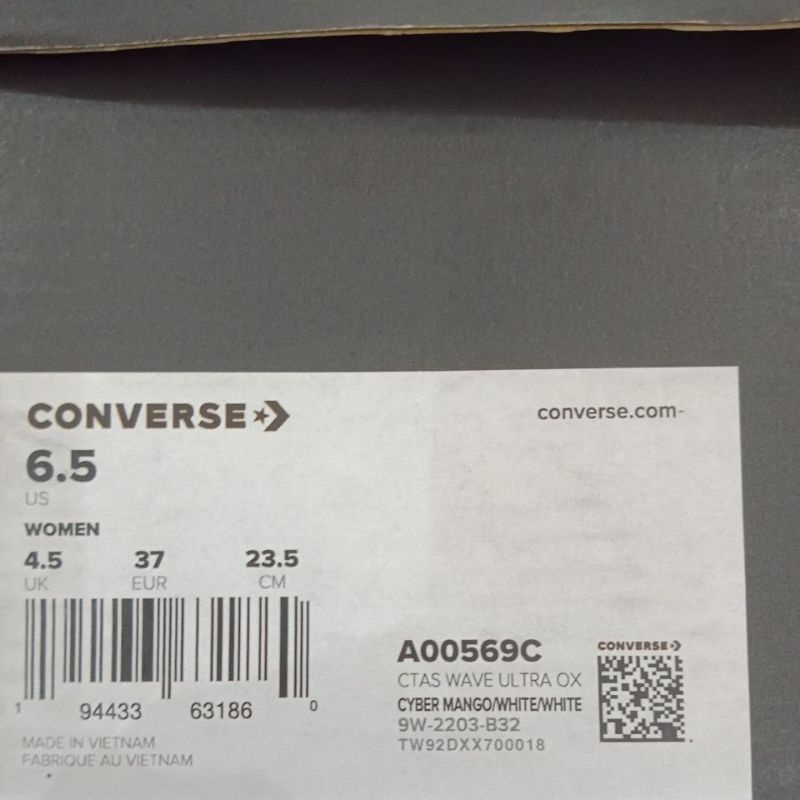 CONVERSE
converse.com-
6.5
US
WOMEN
4.5 37 23.5
UK EUR CM
1 94433 63186 0
MADE IN VIETNAM
FABRIQUE AU VIETNAM
A00569C
CTAS WAVE ULTRA OX
CYBER MANGO/WHITE/WHITE
9W-2203-B32
TW92DXX700018
CONVERSE